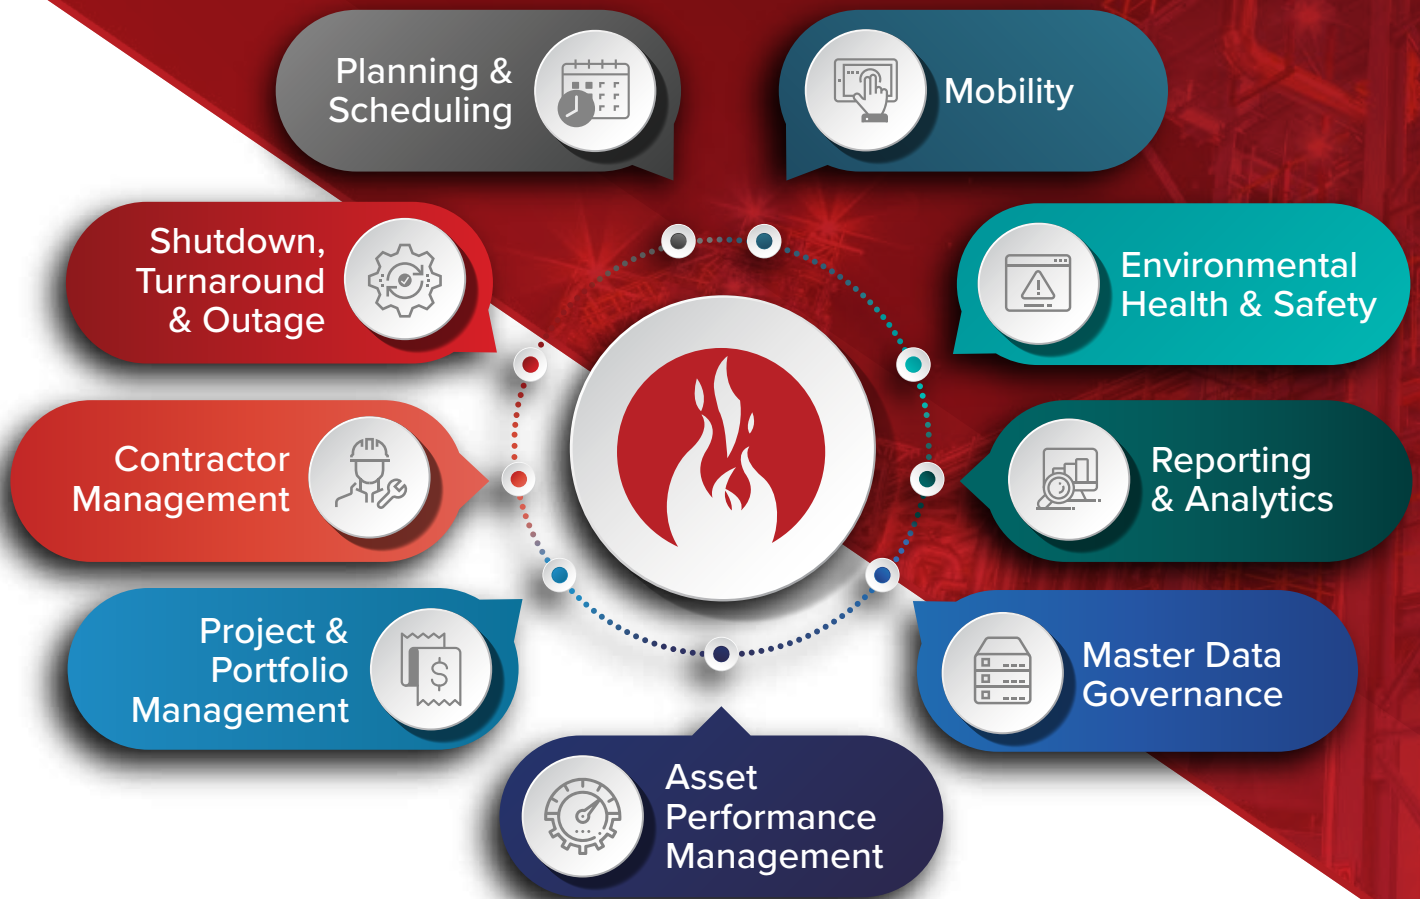 Planning &
Scheduling
Mobility
Shutdown,
Turnaround
& Outage
Environmental
Health & Safety
Contractor
Management
Reporting
& Analytics
Project &
Portfolio
Management
$
Master Data
Governance
Asset
Performance
Management